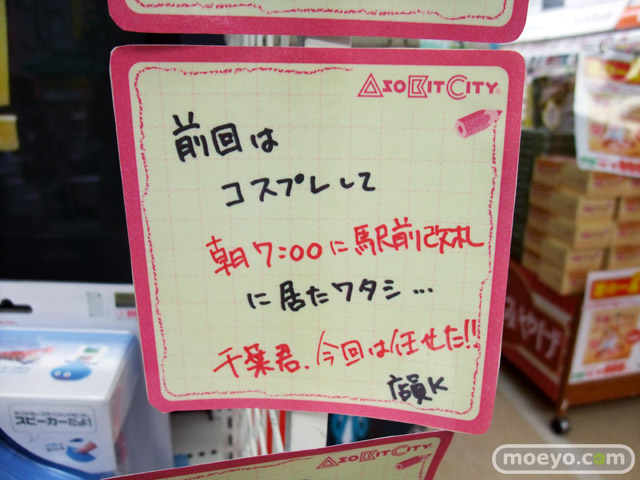 AsoBitCity
前回は
コスプレして
朝7:00に駅前改札
に居たワタシ…
千葉君、今回は任せた!!
店員K
スピーカーだよ!
AsoBitCity
moeyo.com